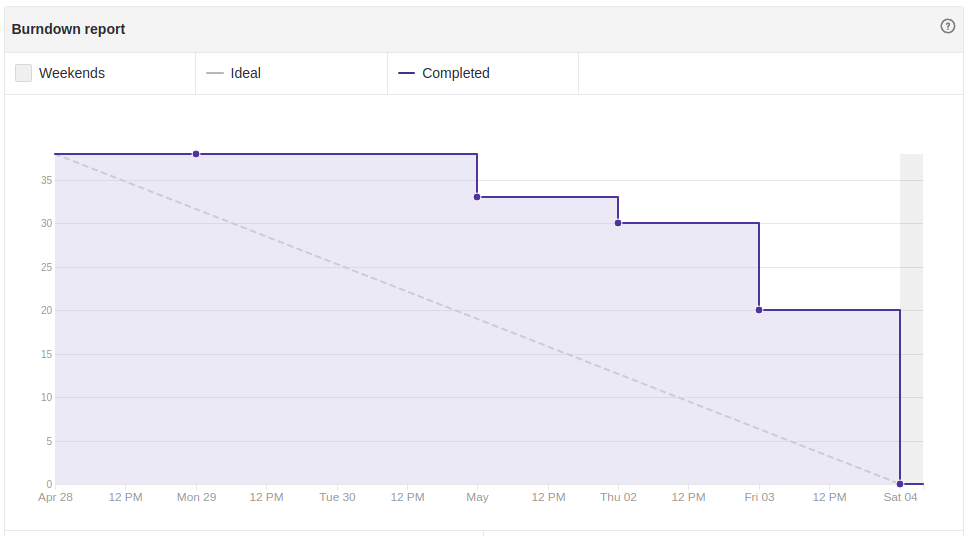 Burndown report
?
Weekends
Ideal
Completed
35
30
25
20
15
10
5
0
Apr 28 12 PM Mon 29 12 PM Tue 30 12 PM May 12 PM Thu 02 12 PM Fri 03 12 PM Sat 04